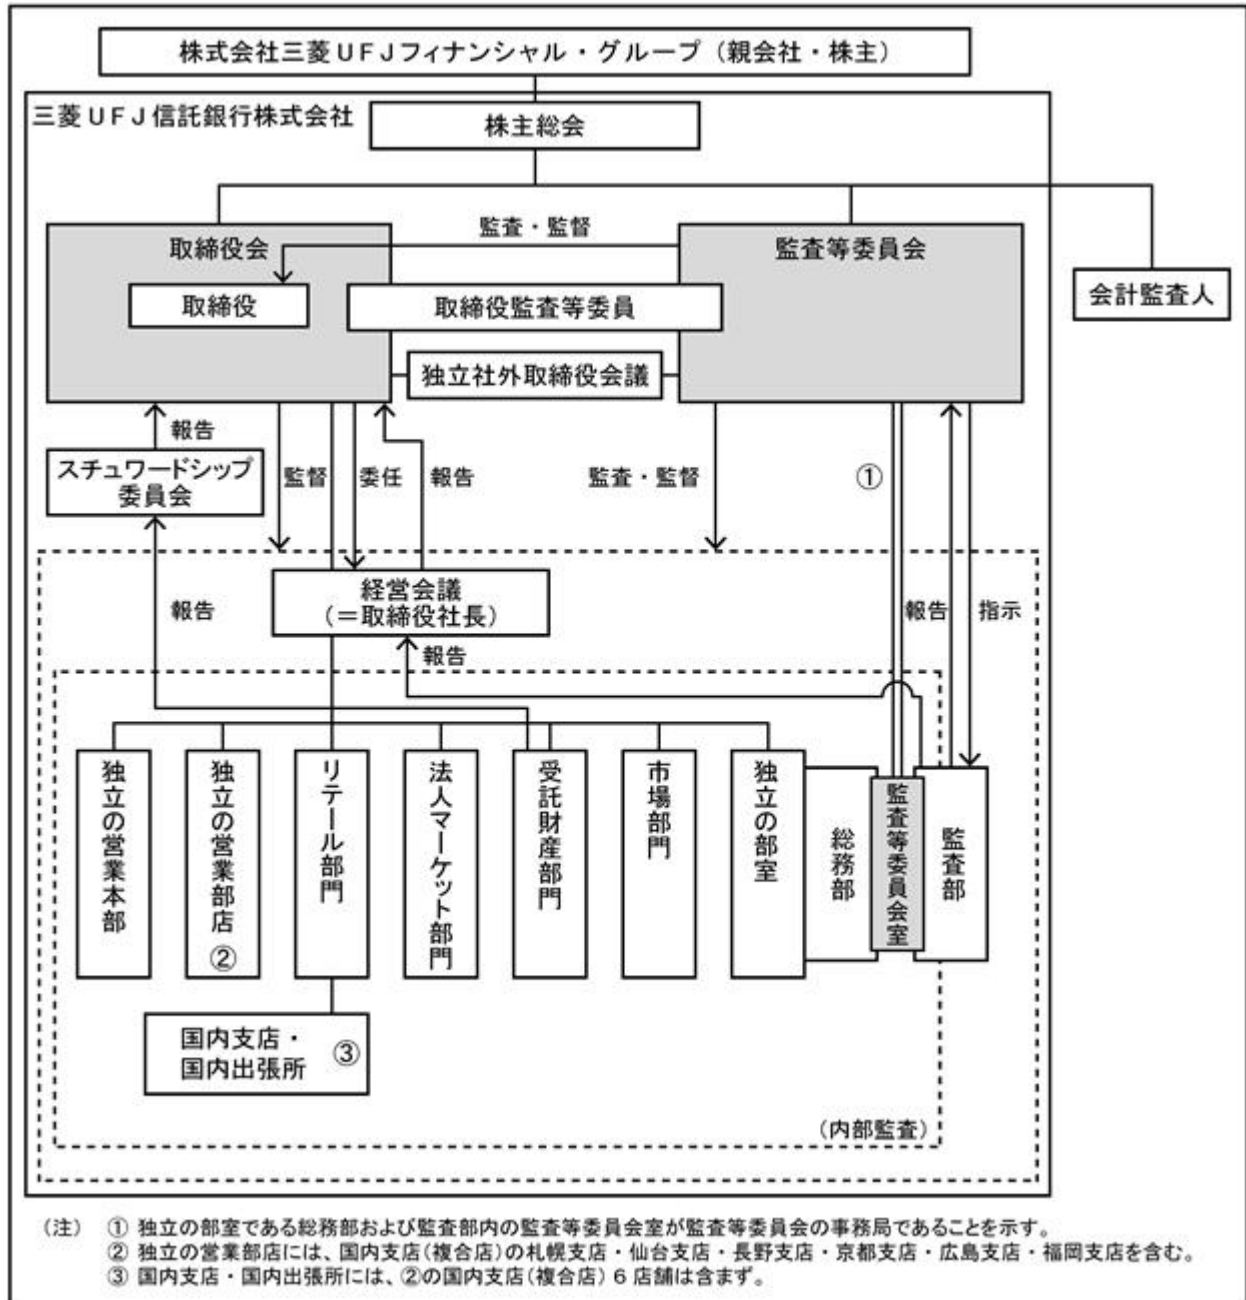 株式会社三菱UFJフィナンシャル・グループ（親会社・株主）
三菱UFJ信託銀行株式会社
株主総会
取締役会
監査・監督
監査等委員会
取締役
取締役監査等委員
会計監査人
独立社外取締役会議
報告
スチュワードシップ
委員会
監督
委任
報告
監査・監督
①
報告
経営会議
（＝取締役社長）
報告
報告
指示
独立の営業本部
独立の営業部店
②
リテール部門
法人マーケット部門
受託財産部門
市場部門
独立の部室
総務部
監査等委員会室
監査部
国内支店・
国内出張所
③
（内部監査）
（注） ① 独立の部室である総務部および監査部内の監査等委員会室が監査等委員会の事務局であることを示す。
② 独立の営業部店には、国内支店（複合店）の札幌支店・仙台支店・長野支店・京都支店・広島支店・福岡支店を含む。
③ 国内支店・国内出張所には、②の国内支店（複合店）6店舗は含まず。